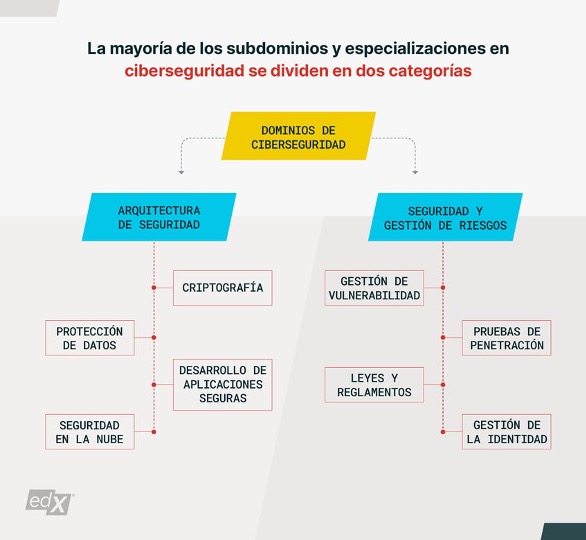 La mayoría de los subdominios y especializaciones en
ciberseguridad se dividen en dos categorías
DOMINIOS DE
CIBERSEGURIDAD
ARQUITECTURA
DE SEGURIDAD
CRIPTOGRAFÍA
PROTECCIÓN
DE DATOS
DESARROLLO DE
APLICACIONES
SEGURAS
SEGURIDAD
EN LA NUBE
SEGURIDAD Y
GESTIÓN DE RIESGOS
GESTIÓN DE
VULNERABILIDAD
PRUEBAS DE
PENETRACIÓN
LEYES Y
REGLAMENTOS
GESTIÓN DE
LA IDENTIDAD
edX